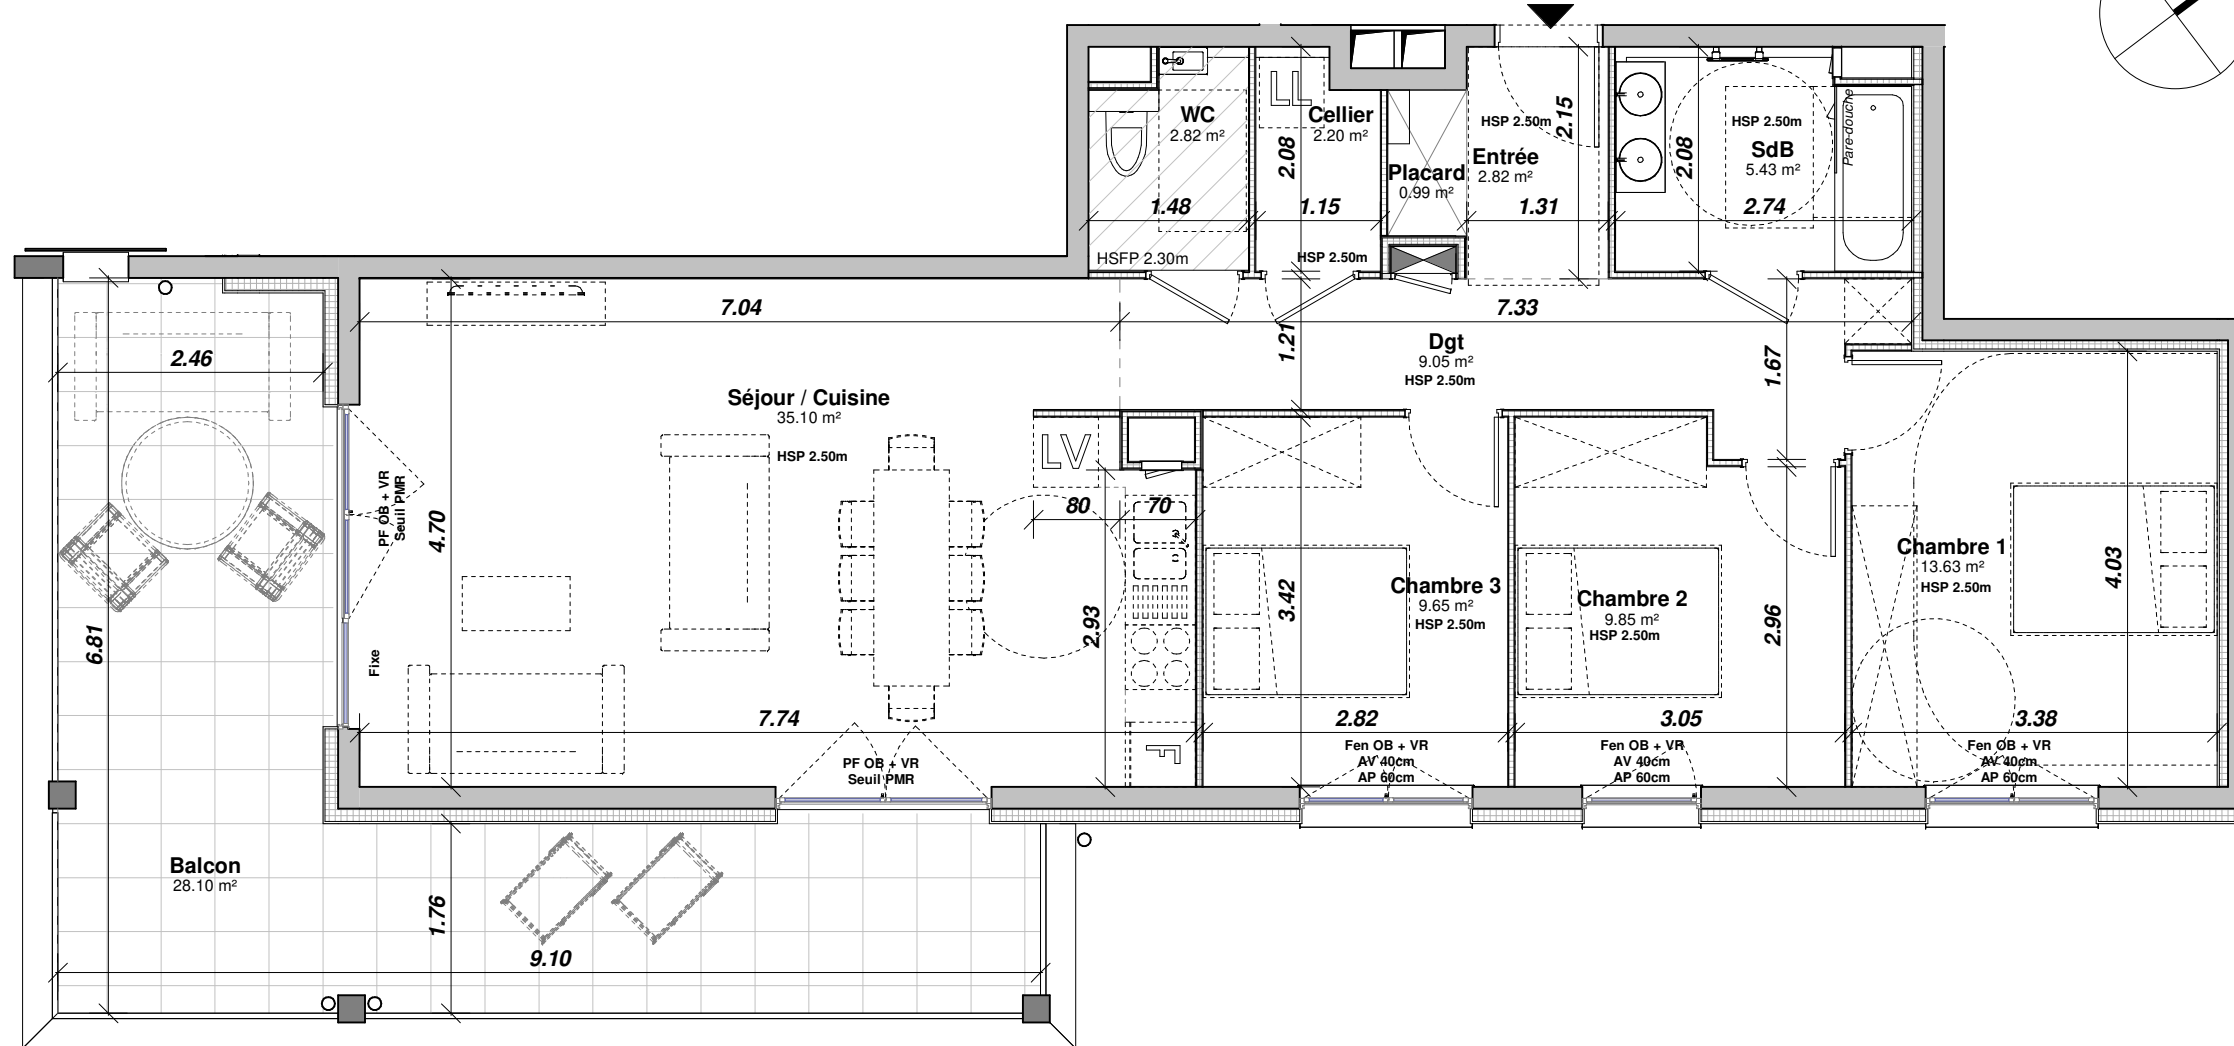 WC
2.82 m²
1.48
HSFP 2.30m
LL
Cellier
2.20 m²
2.08
1.15
HSP 2.50m
Placard
0.99 m²
HSP 2.50m
2.15
Entrée
2.82 m²
1.31
HSP 2.50m
SdB
5.43 m²
2.08
2.74
Pare-douche
7.04
7.33
1.21
Dgt
9.05 m²
HSP 2.50m
1.67
2.46
Séjour / Cuisine
35.10 m²
HSP 2.50m
LV
80
70
PF OB + VR
Seuil PMR
4.70
Fixe
6.81
2.93
3.42
Chambre 3
9.65 m²
HSP 2.50m
Chambre 2
9.85 m²
HSP 2.50m
2.96
Chambre 1
13.63 m²
HSP 2.50m
4.03
7.74
2.82
3.05
3.38
F
PF OB + VR
Seuil PMR
Fen OB + VR
AV 40cm
AP 60cm
Fen OB + VR
AV 40cm
AP 60cm
Fen OB + VR
AV 40cm
AP 60cm
Balcon
28.10 m²
1.76
9.10